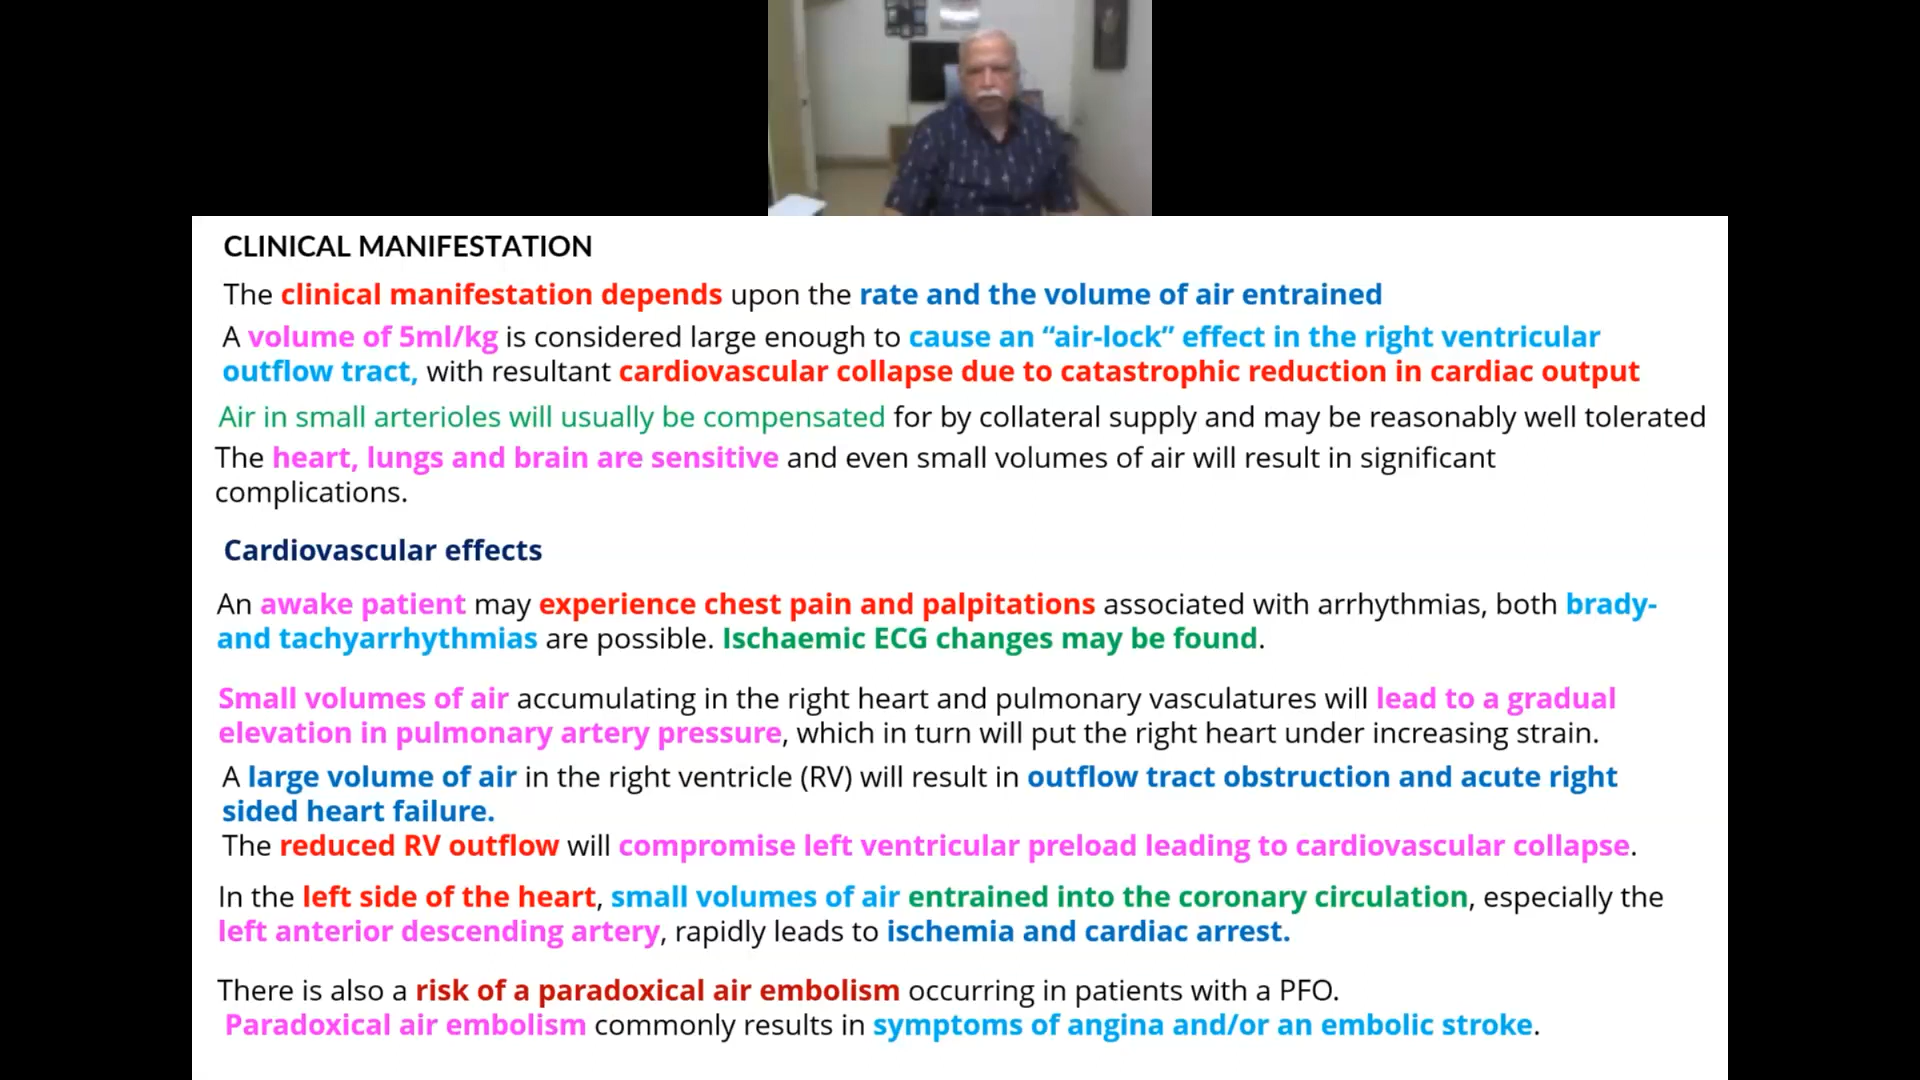 CLINICAL MANIFESTATION
The clinical manifestation depends upon the rate and the volume of air entrained
A volume of 5ml/kg is considered large enough to cause an “air-lock” effect in the right ventricular
outflow tract, with resultant cardiovascular collapse due to catastrophic reduction in cardiac output
Air in small arterioles will usually be compensated for by collateral supply and may be reasonably well tolerated
The heart, lungs and brain are sensitive and even small volumes of air will result in significant
complications.
Cardiovascular effects
An awake patient may experience chest pain and palpitations associated with arrhythmias, both brady-
and tachyarrhythmias are possible. Ischaemic ECG changes may be found.
Small volumes of air accumulating in the right heart and pulmonary vasculatures will lead to a gradual
elevation in pulmonary artery pressure, which in turn will put the right heart under increasing strain.
A large volume of air in the right ventricle (RV) will result in outflow tract obstruction and acute right
sided heart failure.
The reduced RV outflow will compromise left ventricular preload leading to cardiovascular collapse.
In the left side of the heart, small volumes of air entrained into the coronary circulation, especially the
left anterior descending artery, rapidly leads to ischemia and cardiac arrest.
There is also a risk of a paradoxical air embolism occurring in patients with a PFO.
Paradoxical air embolism commonly results in symptoms of angina and/or an embolic stroke.